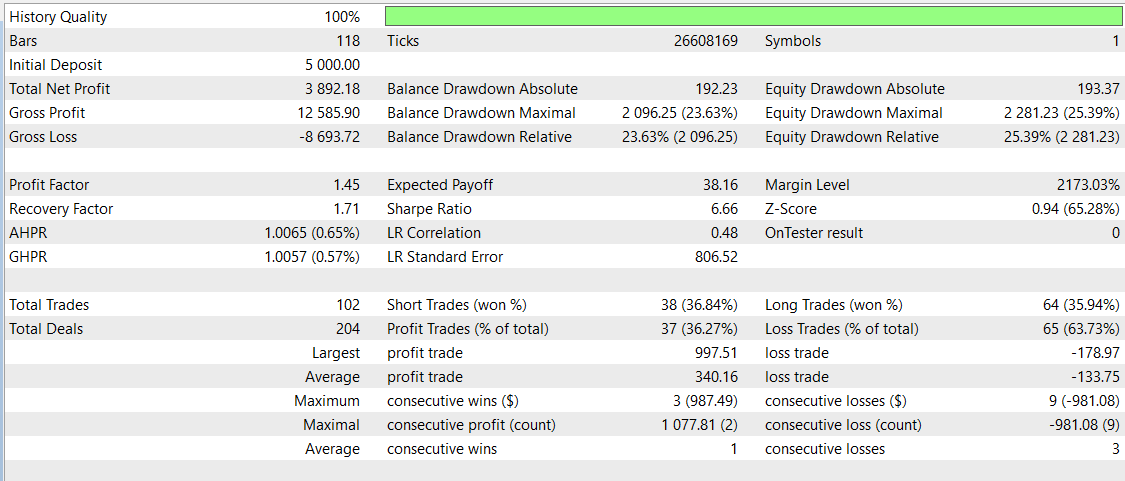 History Quality 100%
Bars 118 Ticks 26608169 Symbols 1
Initial Deposit 5 000.00
Total Net Profit 3 892.18 Balance Drawdown Absolute 192.23 Equity Drawdown Absolute 193.37
Gross Profit 12 585.90 Balance Drawdown Maximal 2 096.25 (23.63%) Equity Drawdown Maximal 2 281.23 (25.39%)
Gross Loss -8 693.72 Balance Drawdown Relative 23.63% (2 096.25) Equity Drawdown Relative 25.39% (2 281.23)
Profit Factor 1.45 Expected Payoff 38.16 Margin Level 2173.03%
Recovery Factor 1.71 Sharpe Ratio 6.66 Z-Score 0.94 (65.28%)
AHPR 1.0065 (0.65%) LR Correlation 0.48 OnTester result 0
GHPR 1.0057 (0.57%) LR Standard Error 806.52
Total Trades 102 Short Trades (won %) 38 (36.84%) Long Trades (won %) 64 (35.94%)
Total Deals 204 Profit Trades (% of total) 37 (36.27%) Loss Trades (% of total) 65 (63.73%)
Largest profit trade 997.51 loss trade -178.97
Average profit trade 340.16 loss trade -133.75
Maximum consecutive wins ($) 3 (987.49) consecutive losses ($) 9 (-981.08)
Maximal consecutive profit (count) 1 077.81 (2) consecutive loss (count) -981.08 (9)
Average consecutive wins 1 consecutive losses 3